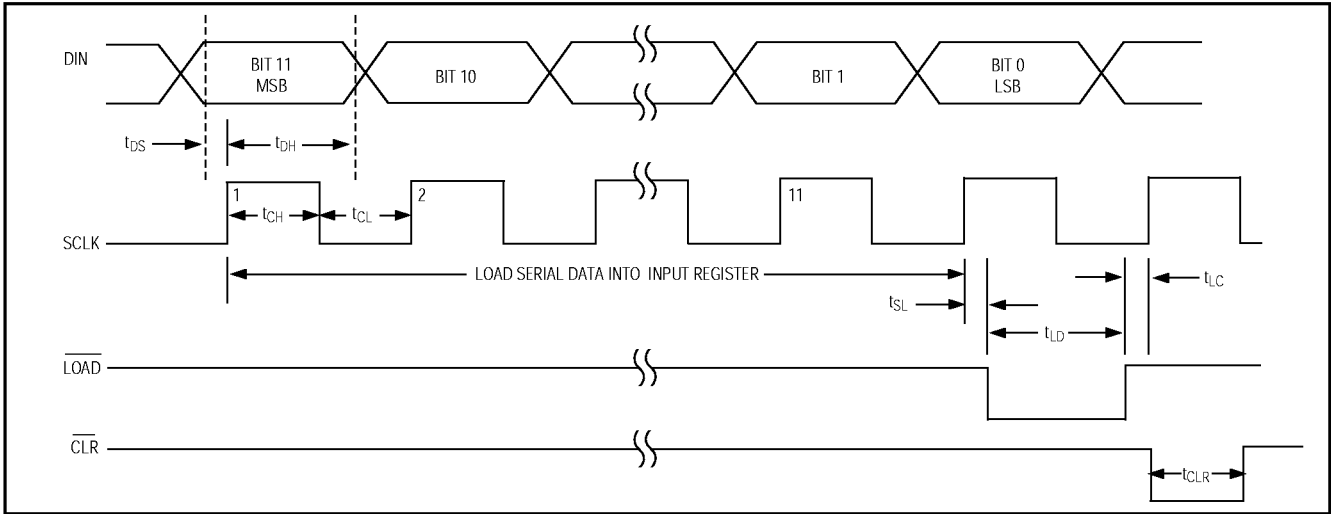 DIN
BIT 11
MSB
BIT 10
BIT 1
BIT 0
LSB
tDS
tDH
1
2
11
tCH
tCL
SCLK
LOAD SERIAL DATA INTO INPUT REGISTER
tLC
tSL
tLD
LOAD
CLR
tCLR